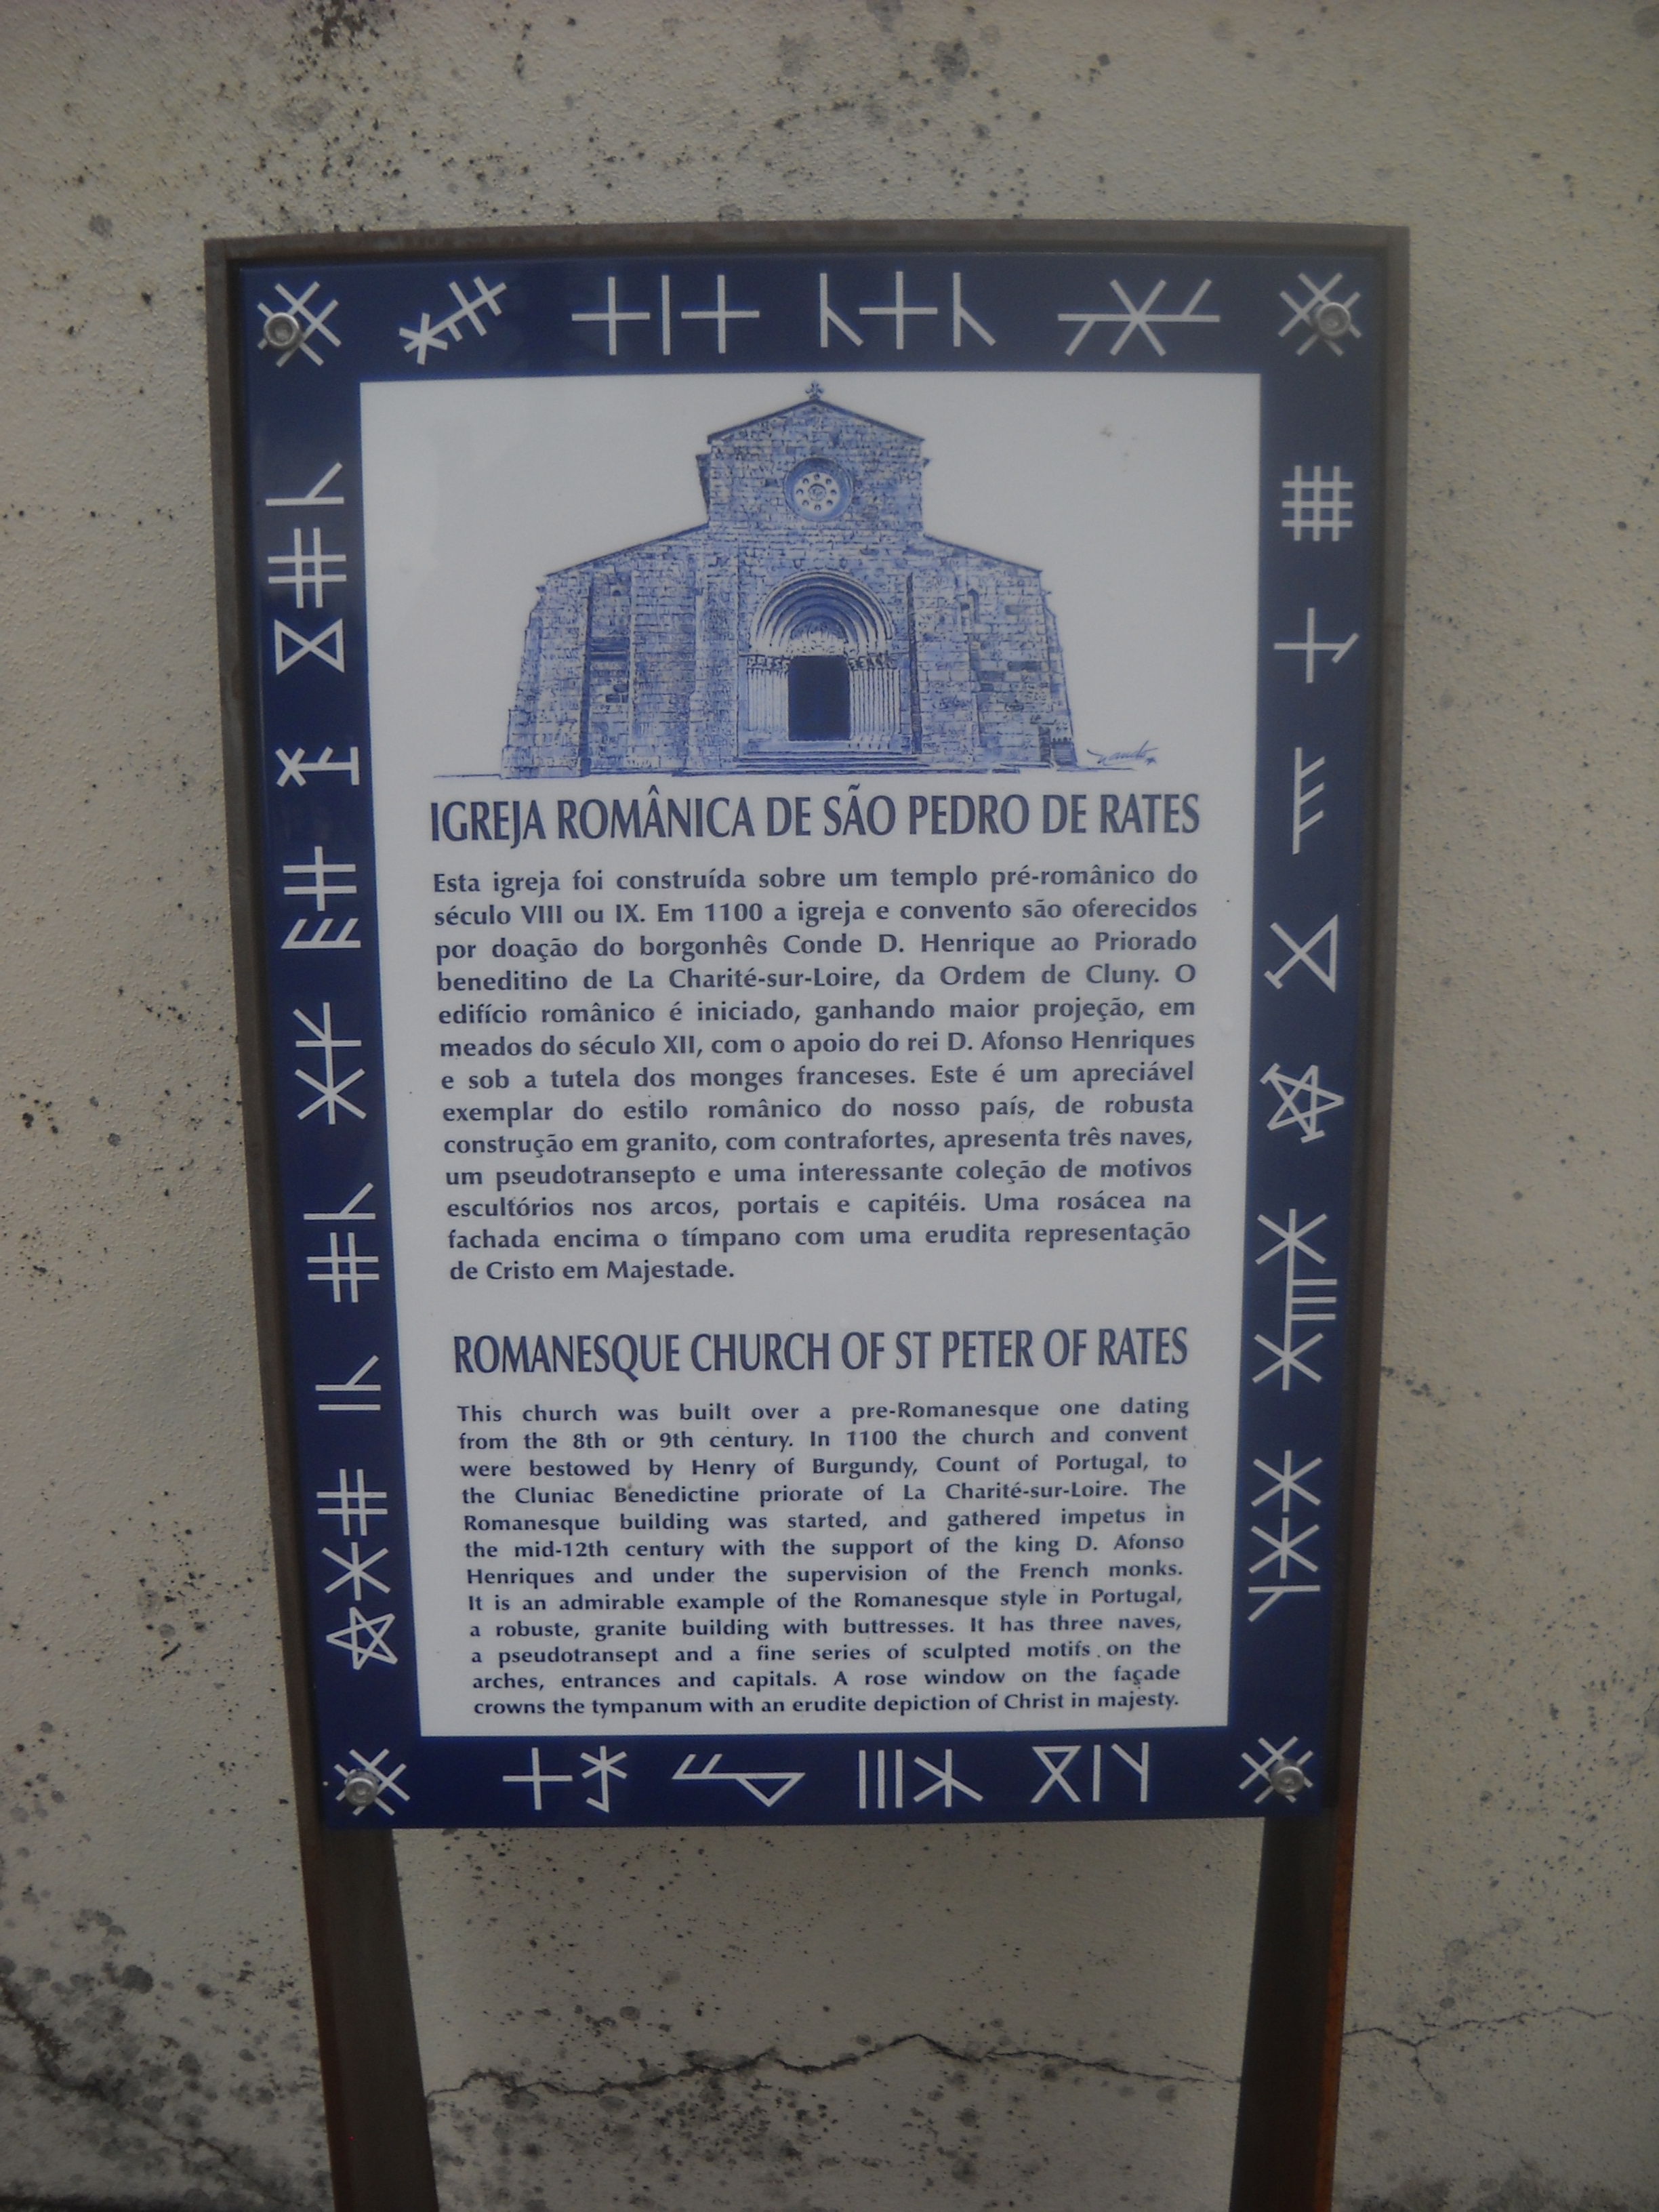 IGREJA ROMÂNICA DE SÃO PEDRO DE RATES
Esta igreja foi construída sobre um templo pré-românico do
século VIII ou IX. Em 1100 a igreja e convento são oferecidos
por doação do borgonhês Conde D. Henrique ao Priorado
beneditino de La Charité-sur-Loire, da Ordem de Cluny. O
edifício românico é iniciado, ganhando maior projeção, em
meados do século XII, com o apoio do rei D. Afonso Henriques
e sob a tutela dos monges franceses. Este é um apreciável
exemplar do estilo românico do nosso país, de robusta
construção em granito, com contrafortes, apresenta três naves,
um pseudotransepto e uma interessante coleção de motivos
escultórios nos arcos, portais e capitéis. Uma rosácea na
fachada encima o tímpano com uma erudita representação
de Cristo em Majestade.
ROMANESQUE CHURCH OF ST PETER OF RATES
This church was built over a pre-Romanesque one dating
from the 8th or 9th century. In 1100 the church and convent
were bestowed by Henry of Burgundy, Count of Portugal, to
the Cluniac Benedictine priorate of La Charité-sur-Loire. The
Romanesque building was started, and gathered impetus in
the mid-12th century with the support of the king D. Afonso
Henriques and under the supervision of the French monks.
It is an admirable example of the Romanesque style in Portugal,
a robuste, granite building with buttresses. It has three naves,
a pseudotransept and a fine series of sculpted motifs on the
arches, entrances and capitals. A rose window on the façade
crowns the tympanum with an erudite depiction of Christ in majesty.